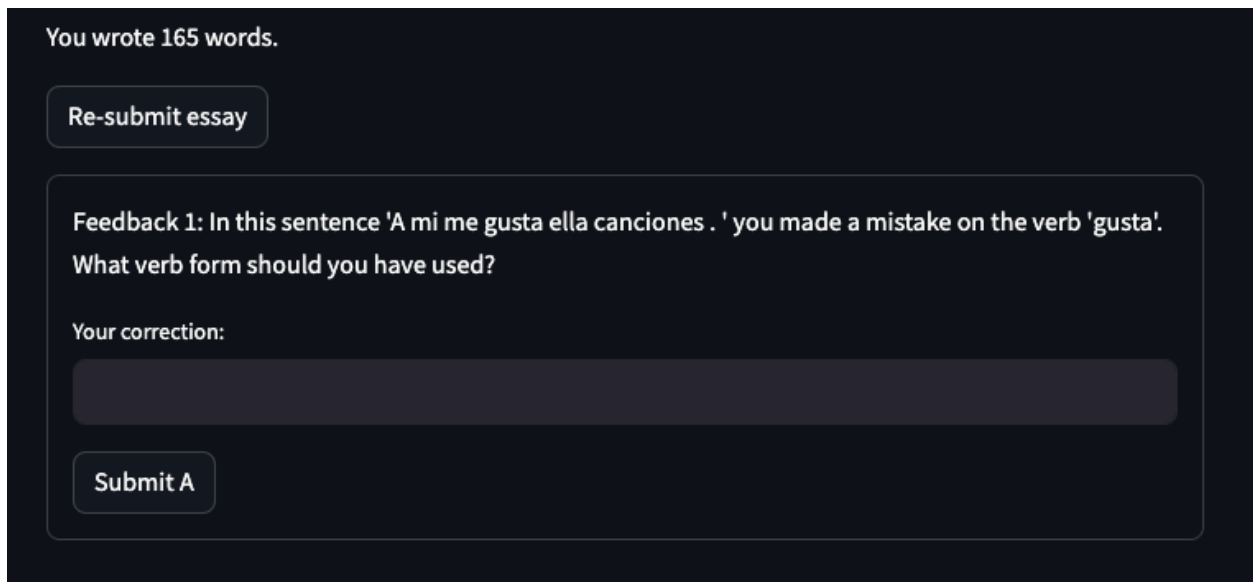 You wrote 165 words.
Re-submit essay
Feedback 1: In this sentence 'A mi me gusta ella canciones . ' you made a mistake on the verb 'gusta'.
What verb form should you have used?
Your correction:
Submit A